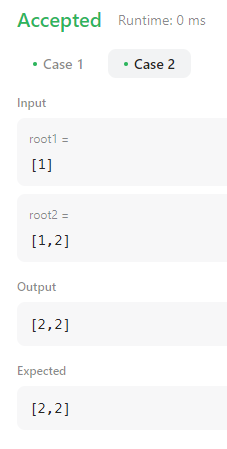 Accepted Runtime: 0 ms
• Case 1 • Case 2
Input
root1 =
[1]
root2 =
[1,2]
Output
[2,2]
Expected
[2,2]